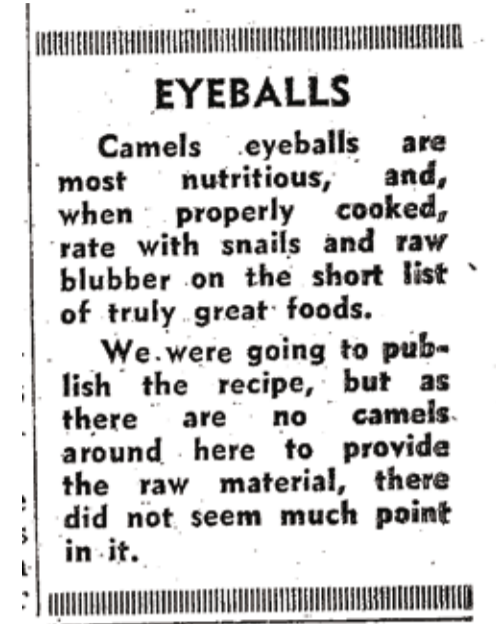 EYEBALLS
Camels eyeballs are
most nutritious, and,
when properly cooked,
rate with snails and raw
blubber on the short list
of truly great foods.
We were going to pub-
lish the recipe, but as
there are no camels
around here to provide
the raw material, there
did not seem much point
in it.